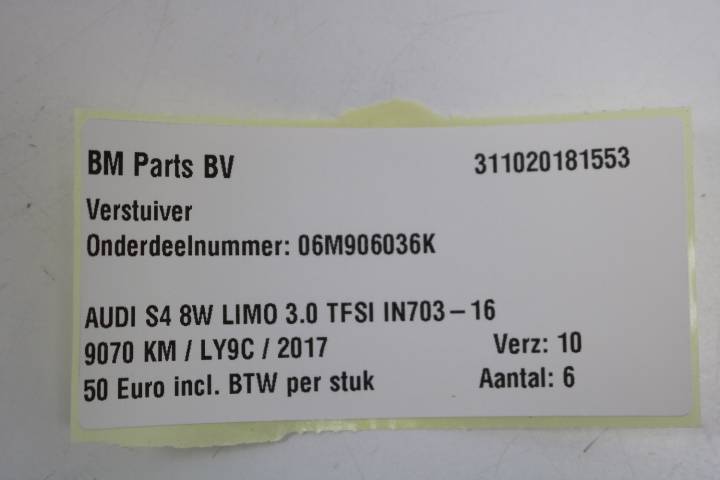 BM Parts BV 311020181553
Verstuiver
Onderdeelnummer: 06M906036K
AUDI S4 8W LIMO 3.0 TFSI IN703-16
9070 KM / LY9C / 2017 Verz: 10
50 Euro incl. BTW per stuk Aantal: 6